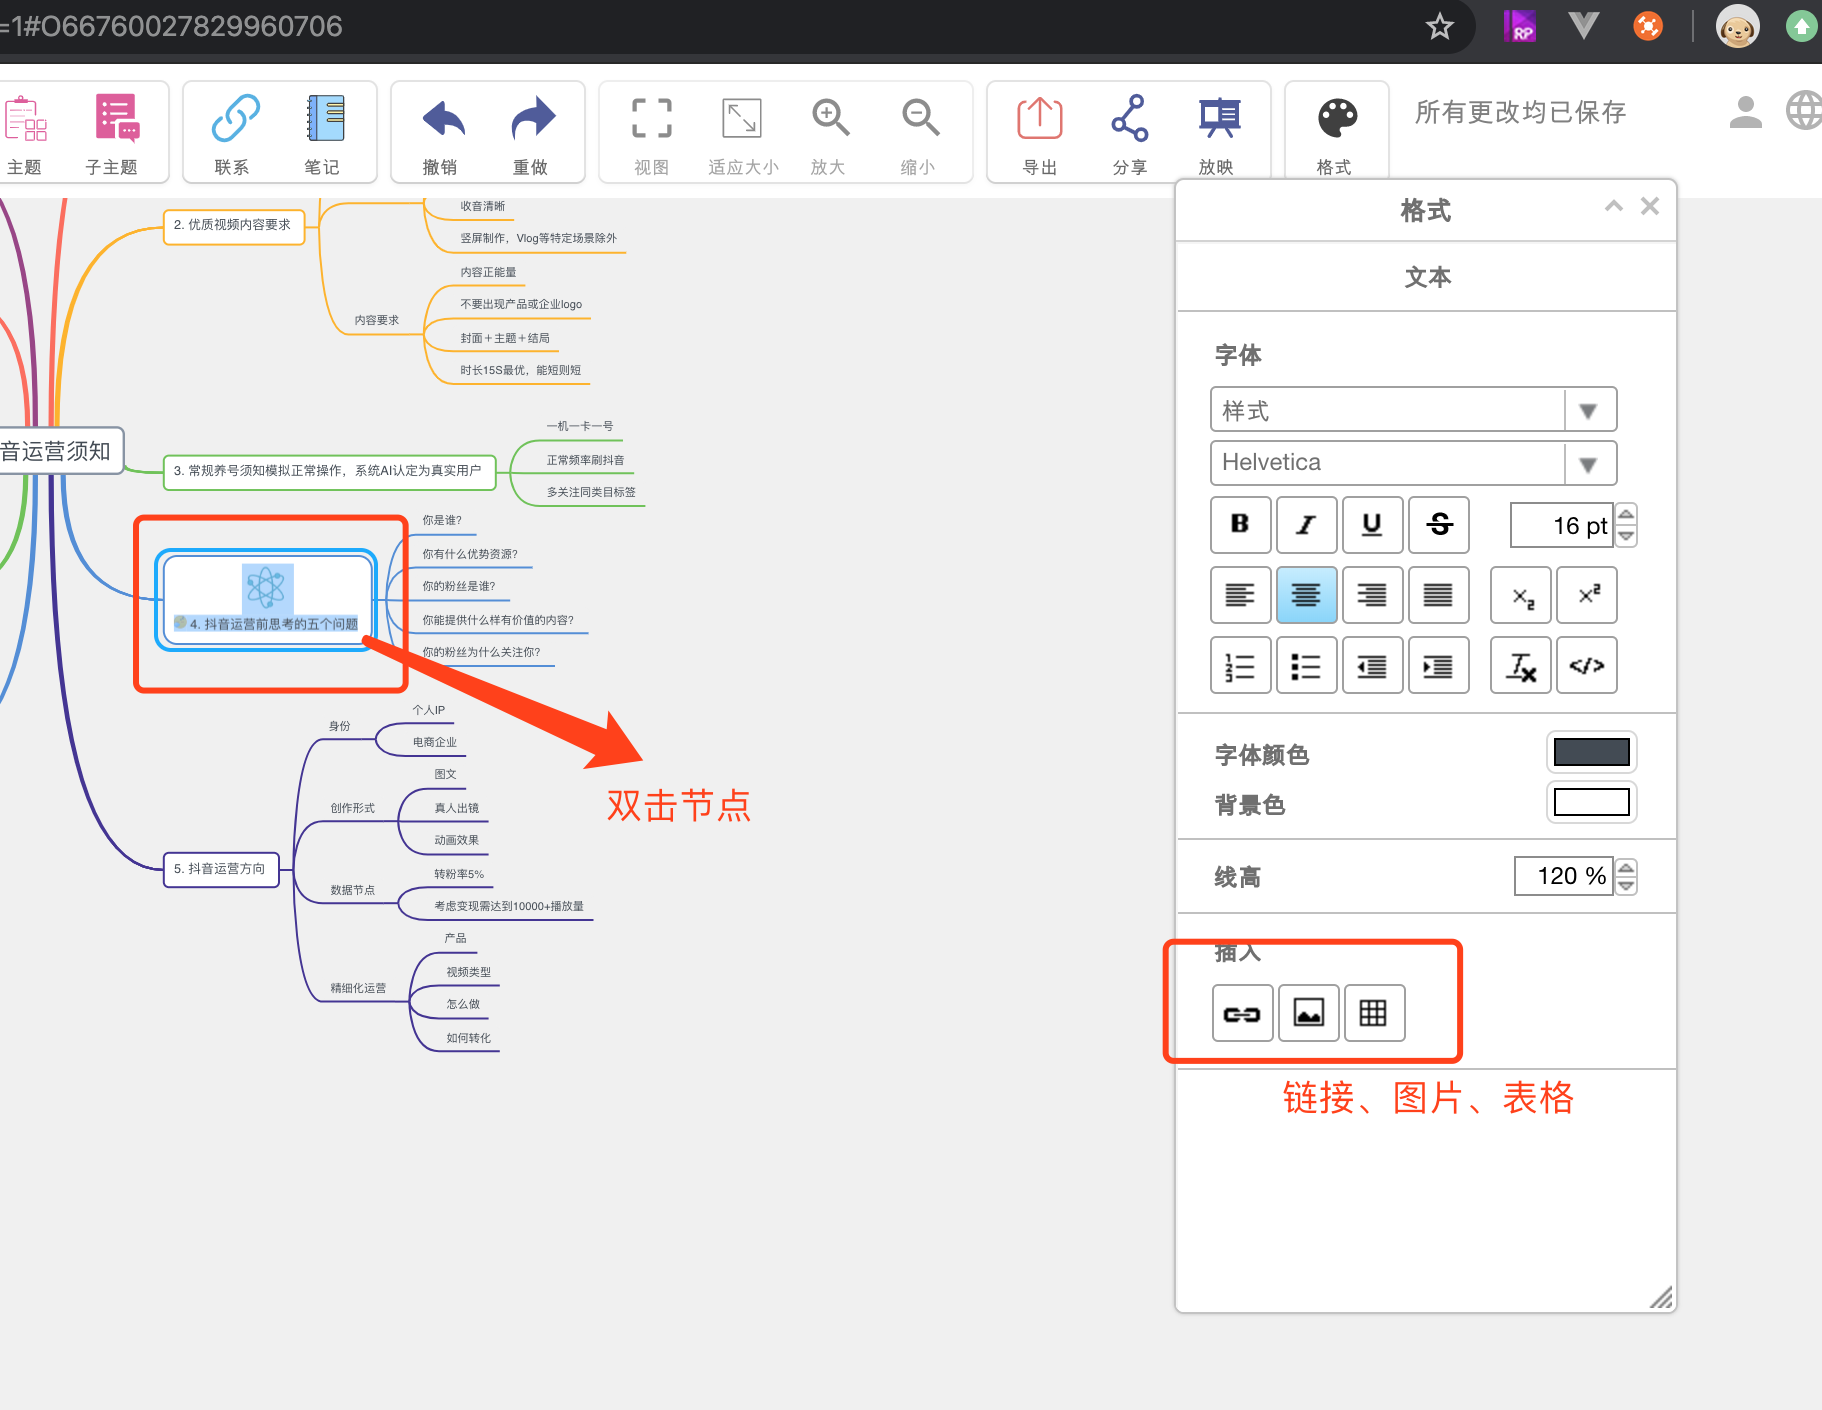 =1#O66760027829960706
RP
主题
子主题
联系
笔记
撤销
重做
视图
适应大小
放大
缩小
导出
分享
放映
格式
所有更改均已保存
收音清晰
2. 优质视频内容要求
竖屏制作，Vlog等特定场景除外
内容正能量
不要出现产品或企业logo
内容要求
封面＋主题＋结局
时长15S最优，能短则短
音运营须知
一机一卡一号
3. 常规养号须知模拟正常操作，系统AI认定为真实用户
正常频率刷抖音
多关注同类目标签
你是谁?
你有什么优势资源?
你的粉丝是谁?
4. 抖音运营前思考的五个问题
你能提供什么样有价值的内容?
你的粉丝为什么关注你?
双击节点
个人IP
身份
电商企业
图文
创作形式
真人出镜
动画效果
5. 抖音运营方向
转粉率5%
数据节点
考虑变现需达到10000+播放量
产品
视频类型
精细化运营
怎么做
如何转化
格式
文本
字体
样式
Helvetica
B I U S 16 pt
×₂ ×²
字体颜色
背景色
线高 120 %
插入
链接、图片、表格